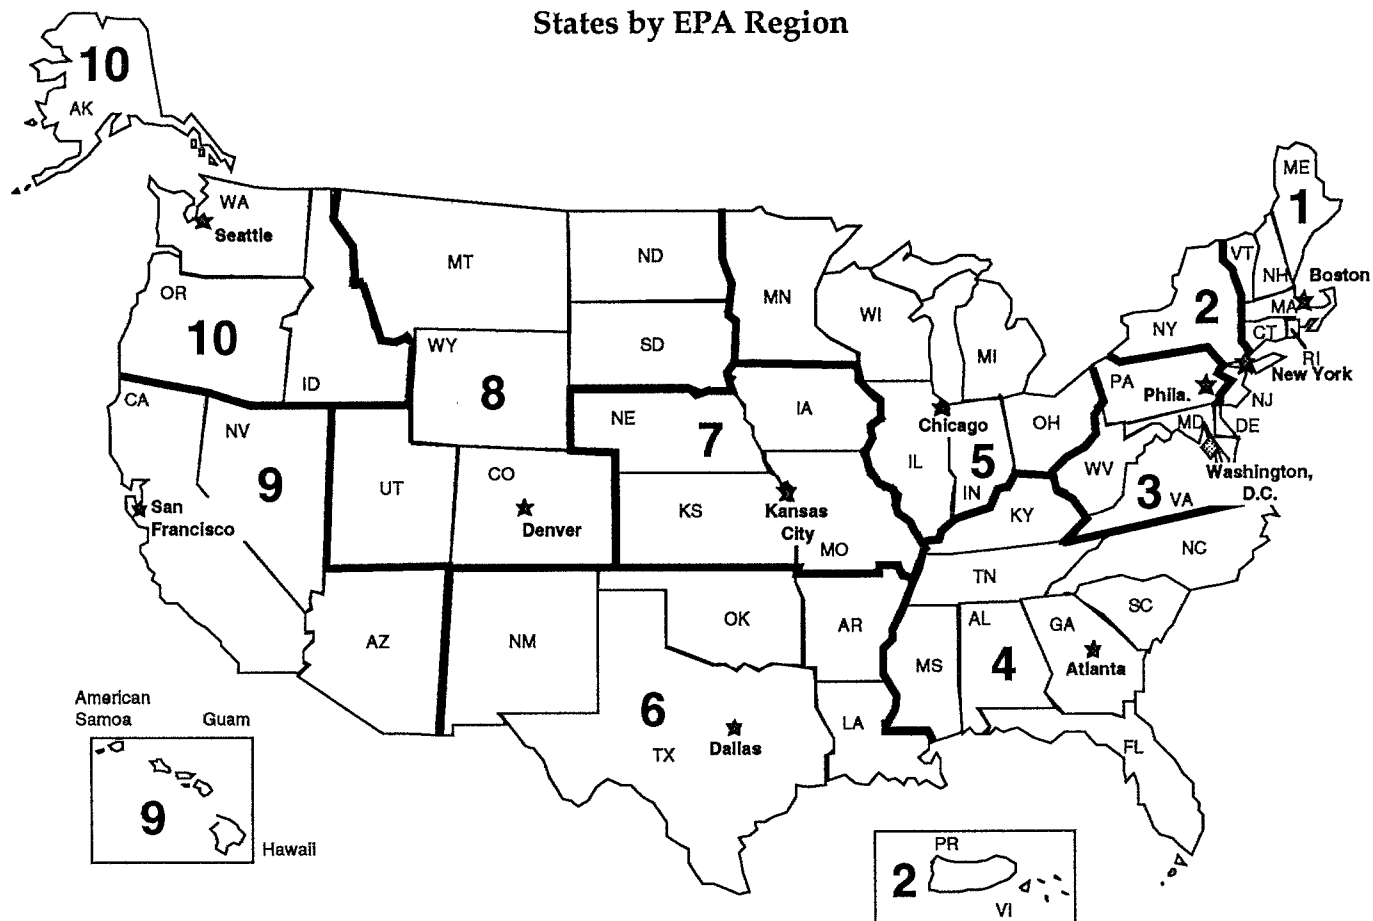 States by EPA Region
10
AK
WA
Seattle
OR
10
ID
MT
WY
8
ND
SD
MN
WI
MI
ME
1
VT
NH
Boston
MA
CT
RI
2
NY
New York
PA
Phila.
NJ
MD
DE
Washington,
D.C.
WV
3
VA
CA
NV
9
San
Francisco
UT
CO
Denver
NE
7
IA
KS
Kansas
City
MO
Chicago
IL
5
IN
OH
KY
TN
NC
SC
AZ
NM
OK
AR
MS
AL
4
GA
Atlanta
6
TX
Dallas
LA
FL
American
Samoa
Guam
9
Hawaii
PR
2
VI